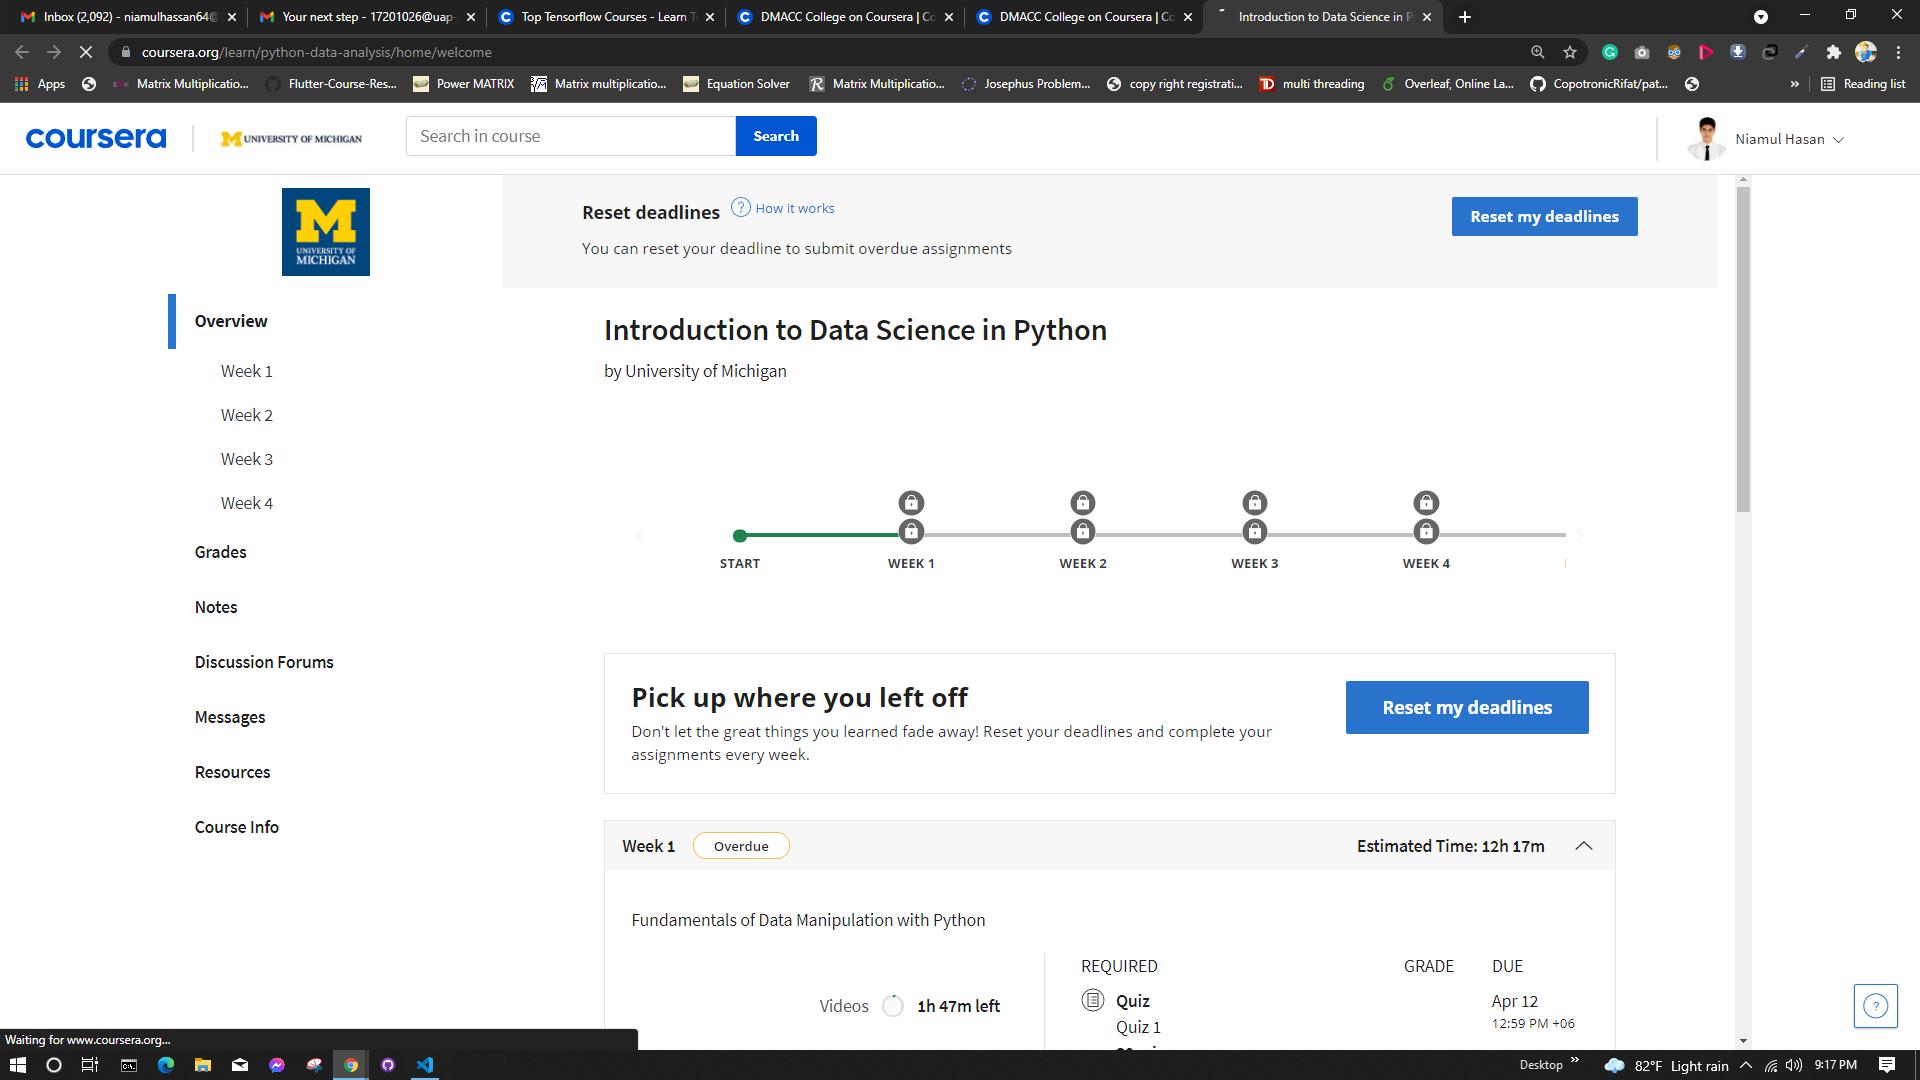 Inbox (2,092) - niamulhassan64@
Your next step - 17201026@uap-
Top Tensorflow Courses - Learn T
DMACC College on Coursera | Co
DMACC College on Coursera | Co
Introduction to Data Science in P
coursera.org/learn/python-data-analysis/home/welcome
Apps
Matrix Multiplicatio...
Flutter-Course-Res...
Power MATRIX
Matrix multiplicatio...
Equation Solver
Matrix Multiplicatio...
Josephus Problem...
copy right registrati...
multi threading
Overleaf, Online La...
CopotronicRifat/pat...
»
Reading list
coursera
M UNIVERSITY OF MICHIGAN
Search in course
Search
Niamul Hasan
M
UNIVERSITY OF
MICHIGAN
Reset deadlines
? How it works
Reset my deadlines
You can reset your deadline to submit overdue assignments
Overview
Week 1
Week 2
Week 3
Week 4
Grades
Notes
Discussion Forums
Messages
Resources
Course Info
Introduction to Data Science in Python
by University of Michigan
START
WEEK 1
WEEK 2
WEEK 3
WEEK 4
Pick up where you left off
Don't let the great things you learned fade away! Reset your deadlines and complete your
assignments every week.
Reset my deadlines
Week 1
Overdue
Estimated Time: 12h 17m
Fundamentals of Data Manipulation with Python
Videos
1h 47m left
REQUIRED
GRADE
DUE
Quiz
Apr 12
Quiz 1
12:59 PM +06
?
Waiting for www.coursera.org...
Desktop
»
82°F Light rain
9:17 PM